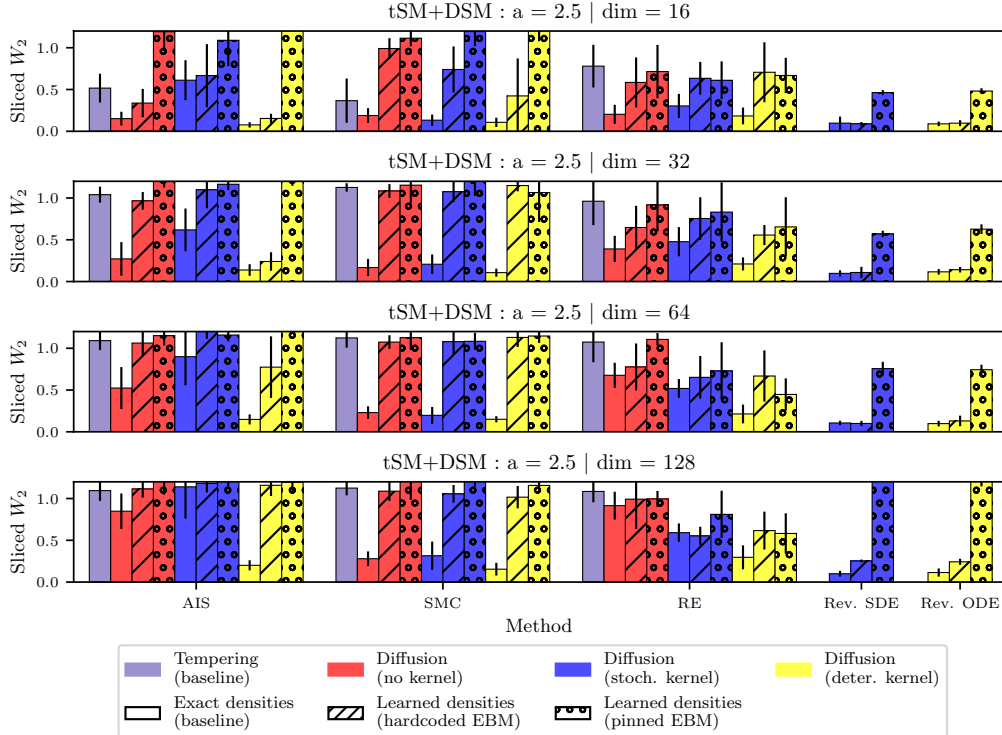 tSM+DSM : a = 2.5 | dim = 16
Sliced W2
1.0
0.5
0.0
tSM+DSM : a = 2.5 | dim = 32
Sliced W2
1.0
0.5
0.0
tSM+DSM : a = 2.5 | dim = 64
Sliced W2
1.0
0.5
0.0
tSM+DSM : a = 2.5 | dim = 128
Sliced W2
1.0
0.5
0.0
AIS SMC RE Rev. SDE Rev. ODE
Method
Tempering
(baseline)
Diffusion
(no kernel)
Diffusion
(stoch. kernel)
Diffusion
(deter. kernel)
Exact densities
(baseline)
Learned densities
(hardcoded EBM)
Learned densities
(pinned EBM)